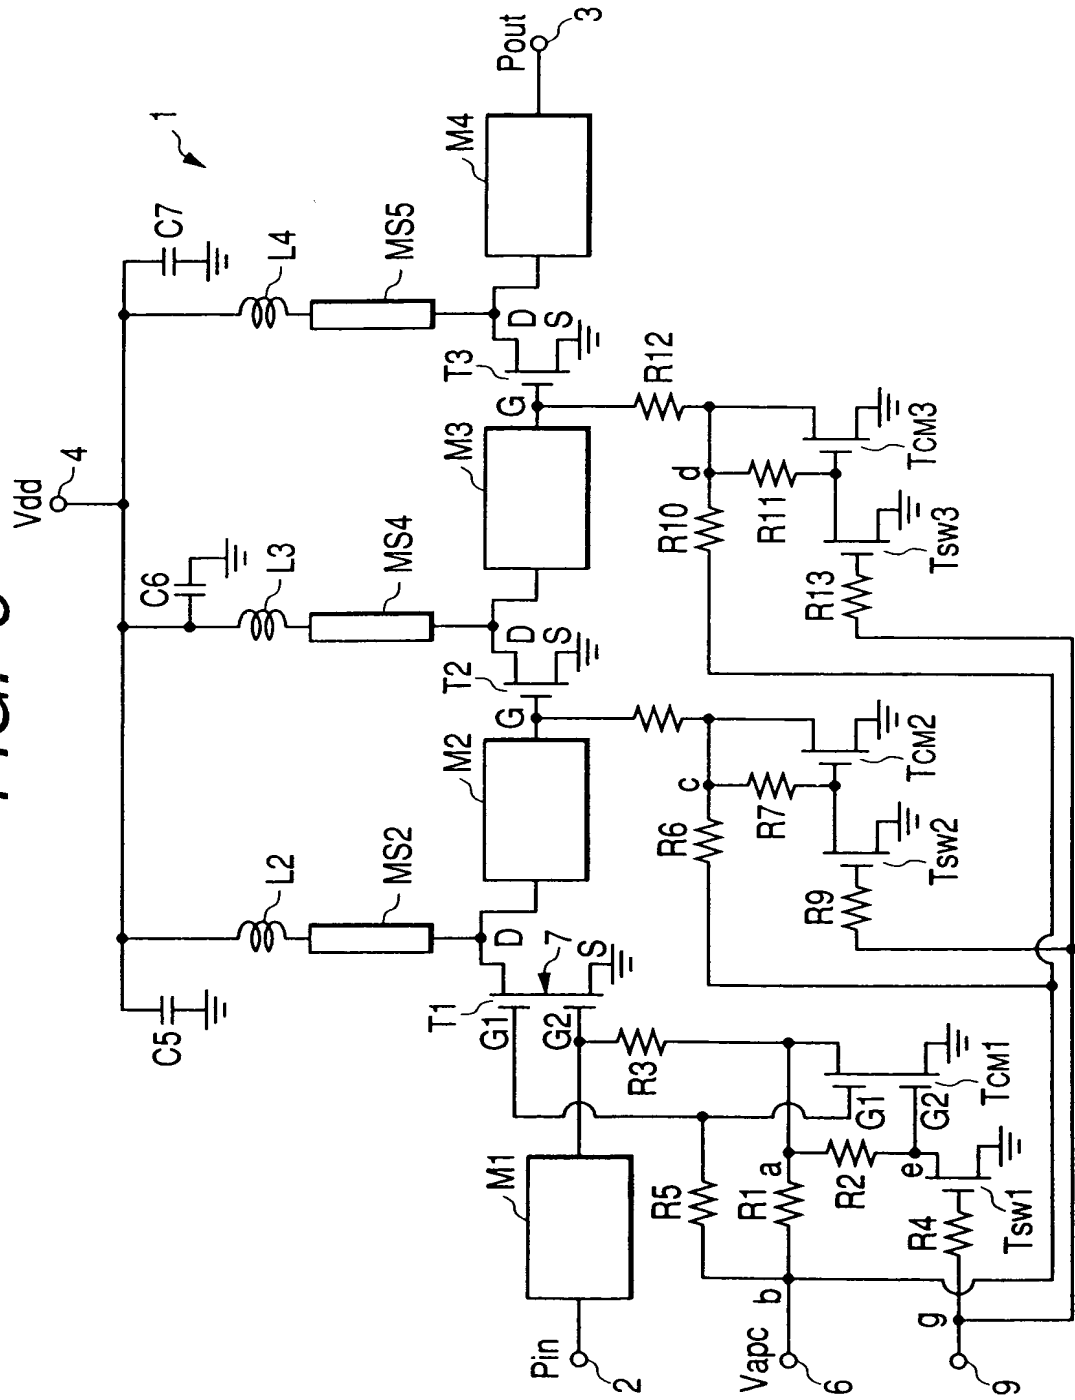 Vdd
4
1
C5
C6
C7
L2
L3
L4
MS2
MS4
MS5
T1
G1
G2
D
7
S
M2
T2
G
D
S
M3
T3
G
D
S
M4
Pout
3
Pin
2
M1
R3
R5
a
R1
R2
b
Vapc
6
G1
G2
TCM1
e
R4
Tsw1
g
9
c
R6
R7
TCM2
R9
Tsw2
R12
d
R10
R11
TCM3
R13
Tsw3